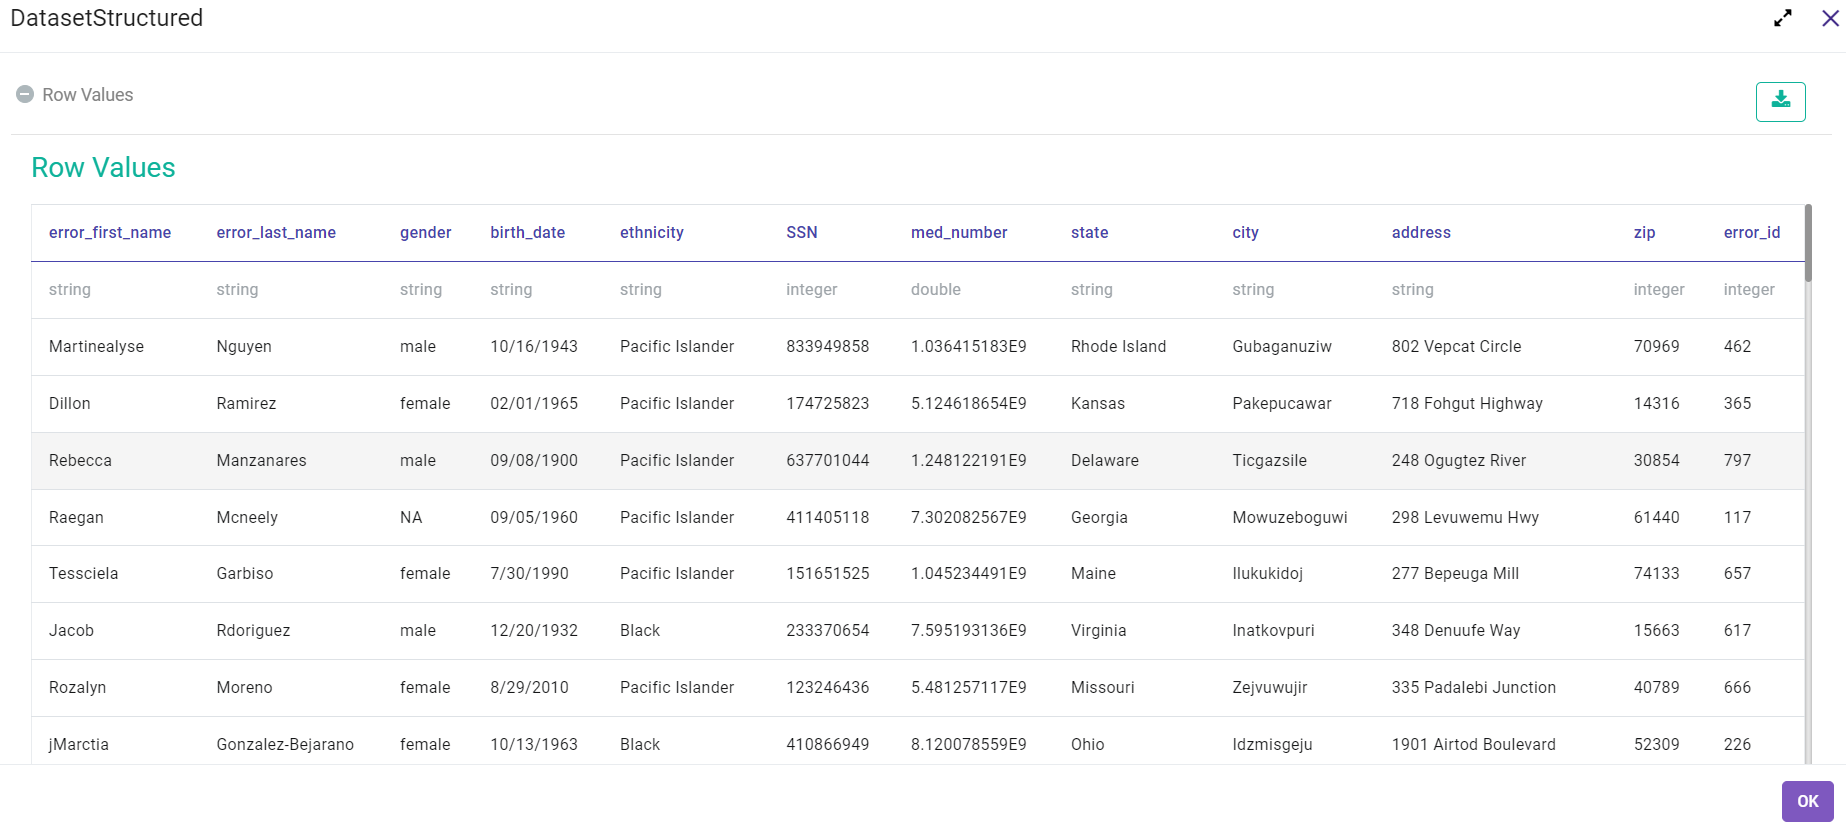 DatasetStructured
Row Values
Row Values
error_first_name error_last_name gender birth_date ethnicity SSN med_number state city address zip error_id
string string string string string integer double string string string integer integer
Martinealyse Nguyen male 10/16/1943 Pacific Islander 833949858 1.036415183E9 Rhode Island Gubaganuziw 802 Vepcat Circle 70969 462
Dillon Ramirez female 02/01/1965 Pacific Islander 174725823 5.124618654E9 Kansas Pakepucawar 718 Fohgut Highway 14316 365
Rebecca Manzanares male 09/08/1900 Pacific Islander 637701044 1.248122191E9 Delaware Ticgazsile 248 Ogugtez River 30854 797
Raegan Mcneely NA 09/05/1960 Pacific Islander 411405118 7.302082567E9 Georgia Mowuzeboguwi 298 Levuwemu Hwy 61440 117
Tessciela Garbiso female 7/30/1990 Pacific Islander 151651525 1.045234491E9 Maine Ilukukidoj 277 Bepeuga Mill 74133 657
Jacob Rdoriguez male 12/20/1932 Black 233370654 7.595193136E9 Virginia Inatkovpuri 348 Denuufe Way 15663 617
Rozalyn Moreno female 8/29/2010 Pacific Islander 123246436 5.481257117E9 Missouri Zejvuwujir 335 Padalebi Junction 40789 666
jMarctia Gonzalez-Bejarano female 10/13/1963 Black 410866949 8.120078559E9 Ohio Idzmisgeju 1901 Airtod Boulevard 52309 226
OK